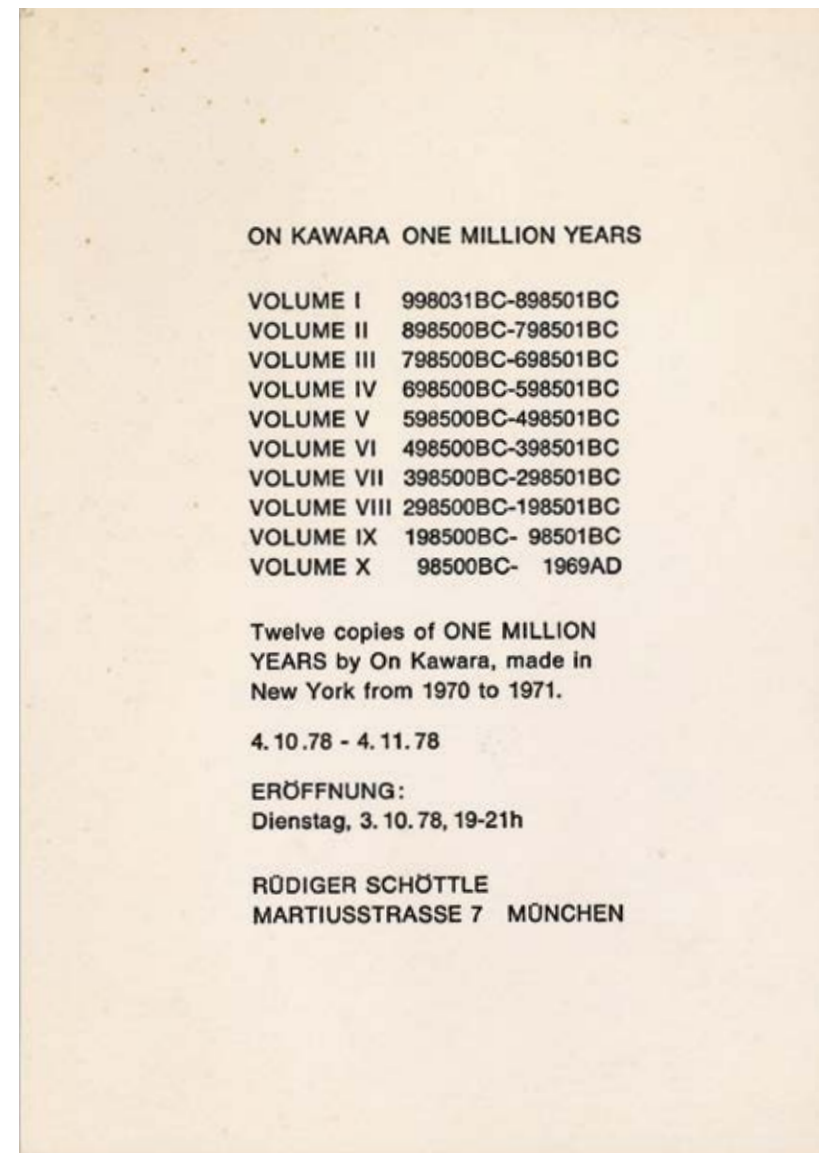 ON KAWARA ONE MILLION YEARS
VOLUME I 998031BC-898501BC
VOLUME II 898500BC-798501BC
VOLUME III 798500BC-698501BC
VOLUME IV 698500BC-598501BC
VOLUME V 598500BC-498501BC
VOLUME VI 498500BC-398501BC
VOLUME VII 398500BC-298501BC
VOLUME VIII 298500BC-198501BC
VOLUME IX 198500BC- 98501BC
VOLUME X 98500BC- 1969AD
Twelve copies of ONE MILLION
YEARS by On Kawara, made in
New York from 1970 to 1971.
4.10.78 - 4.11.78
ERÖFFNUNG:
Dienstag, 3.10.78, 19-21h
RÜDIGER SCHÖTTLE
MARTIUSSTRASSE 7 MÜNCHEN